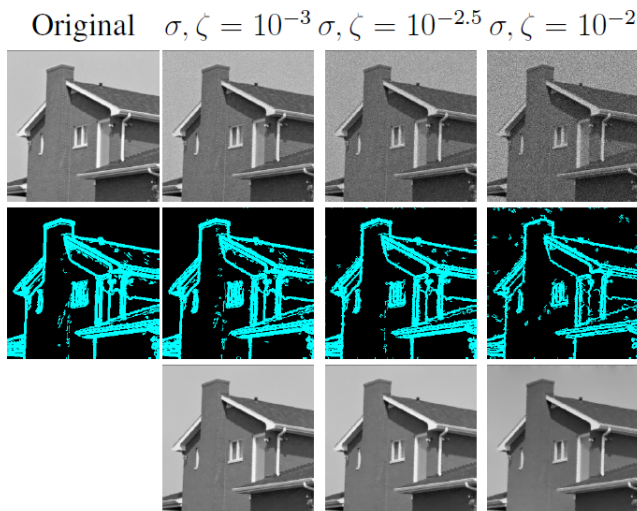 Original σ, ζ = 10⁻³ σ, ζ = 10⁻²·⁵ σ, ζ = 10⁻²